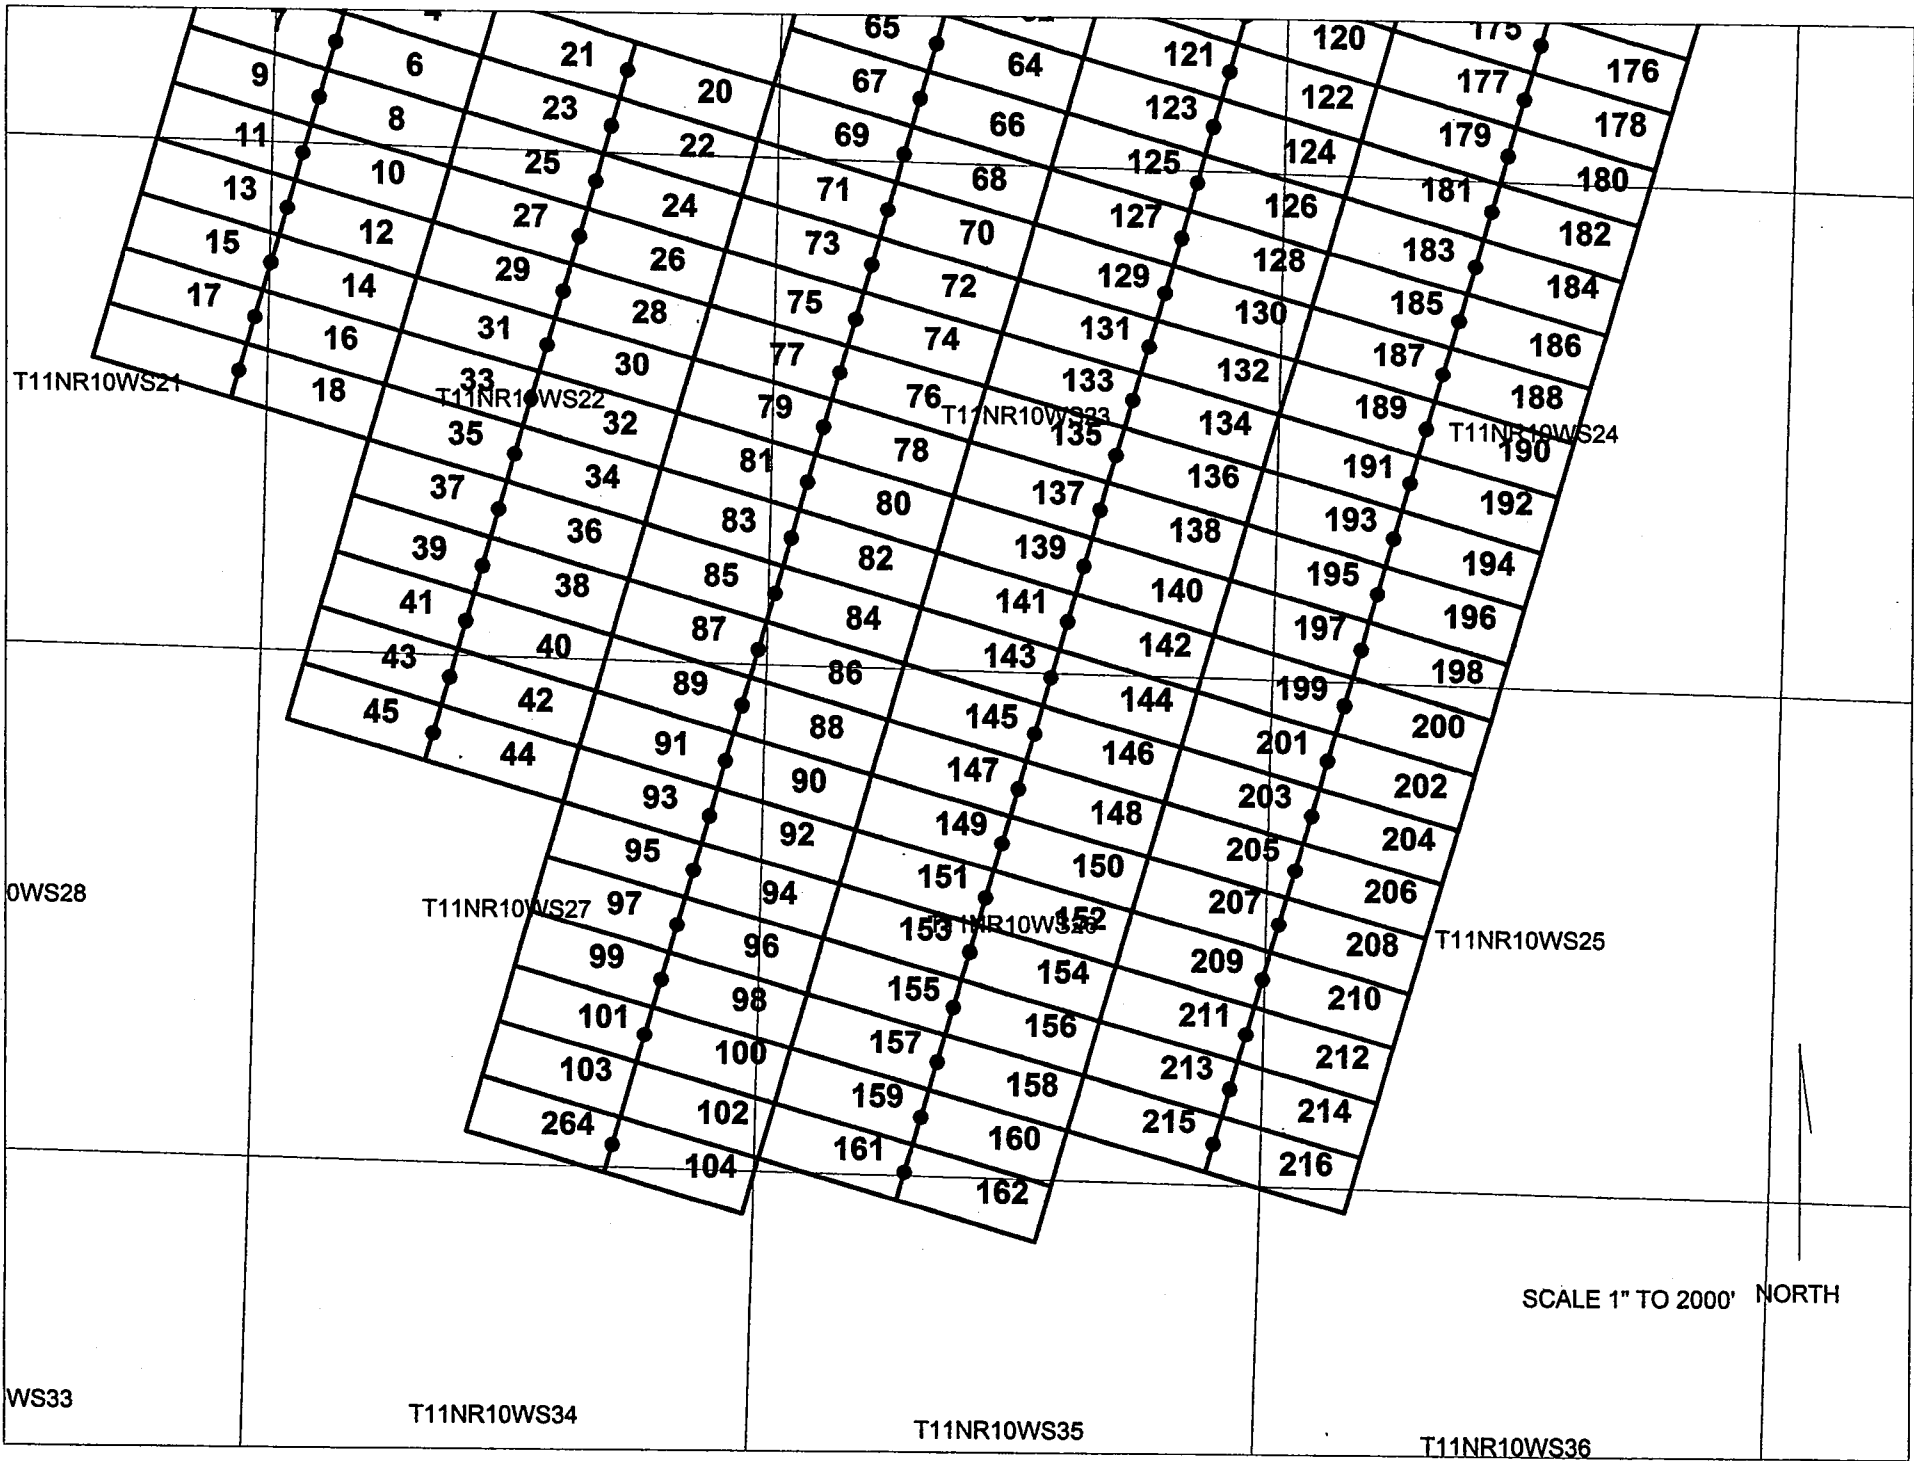 7 4 65 175
21 121 120
9 6 20 67 64 123 122 177 176
11 8 23 22 69 66 125 124 179 178
13 10 25 24 71 68 127 126 181 180
15 12 27 26 73 70 129 128 183 182
17 14 29 28 75 72 131 130 185 184
16 31 30 77 74 133 132 187 186
T11NR10WS21 18 33 T11NR10WS22 32 79 76 T11NR10WS23 135 134 189 188 T11NR10WS24
35 34 81 78 137 136 191 190
37 36 83 80 139 138 193 192
39 38 85 82 141 140 195 194
41 40 87 84 143 142 197 196
43 42 89 86 145 144 199 198
45 44 91 88 147 146 201 200
93 90 149 148 203 202
95 92 151 150 205 204
0WS28 T11NR10WS27 97 94 153 152 207 206 T11NR10WS25
99 96 155 154 209 208
101 98 157 156 211 210
103 100 159 158 213 212
264 102 161 160 215 214
104 162 216
SCALE 1" TO 2000' NORTH
WS33 T11NR10WS34 T11NR10WS35 T11NR10WS36